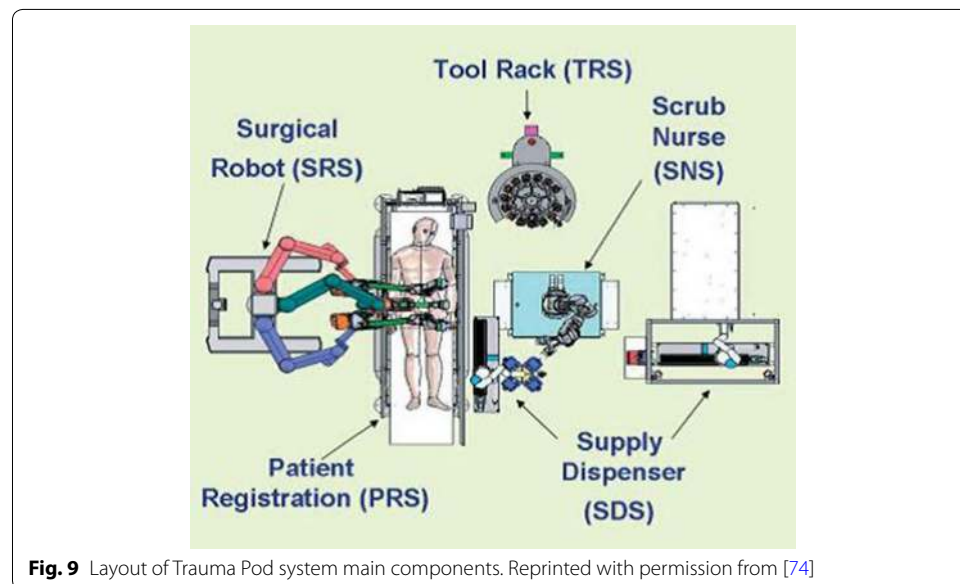 Tool Rack (TRS)
Surgical
Robot (SRS)
Scrub
Nurse
(SNS)
Patient
Registration (PRS)
Supply
Dispenser
(SDS)
Fig. 9 Layout of Trauma Pod system main components. Reprinted with permission from [74]